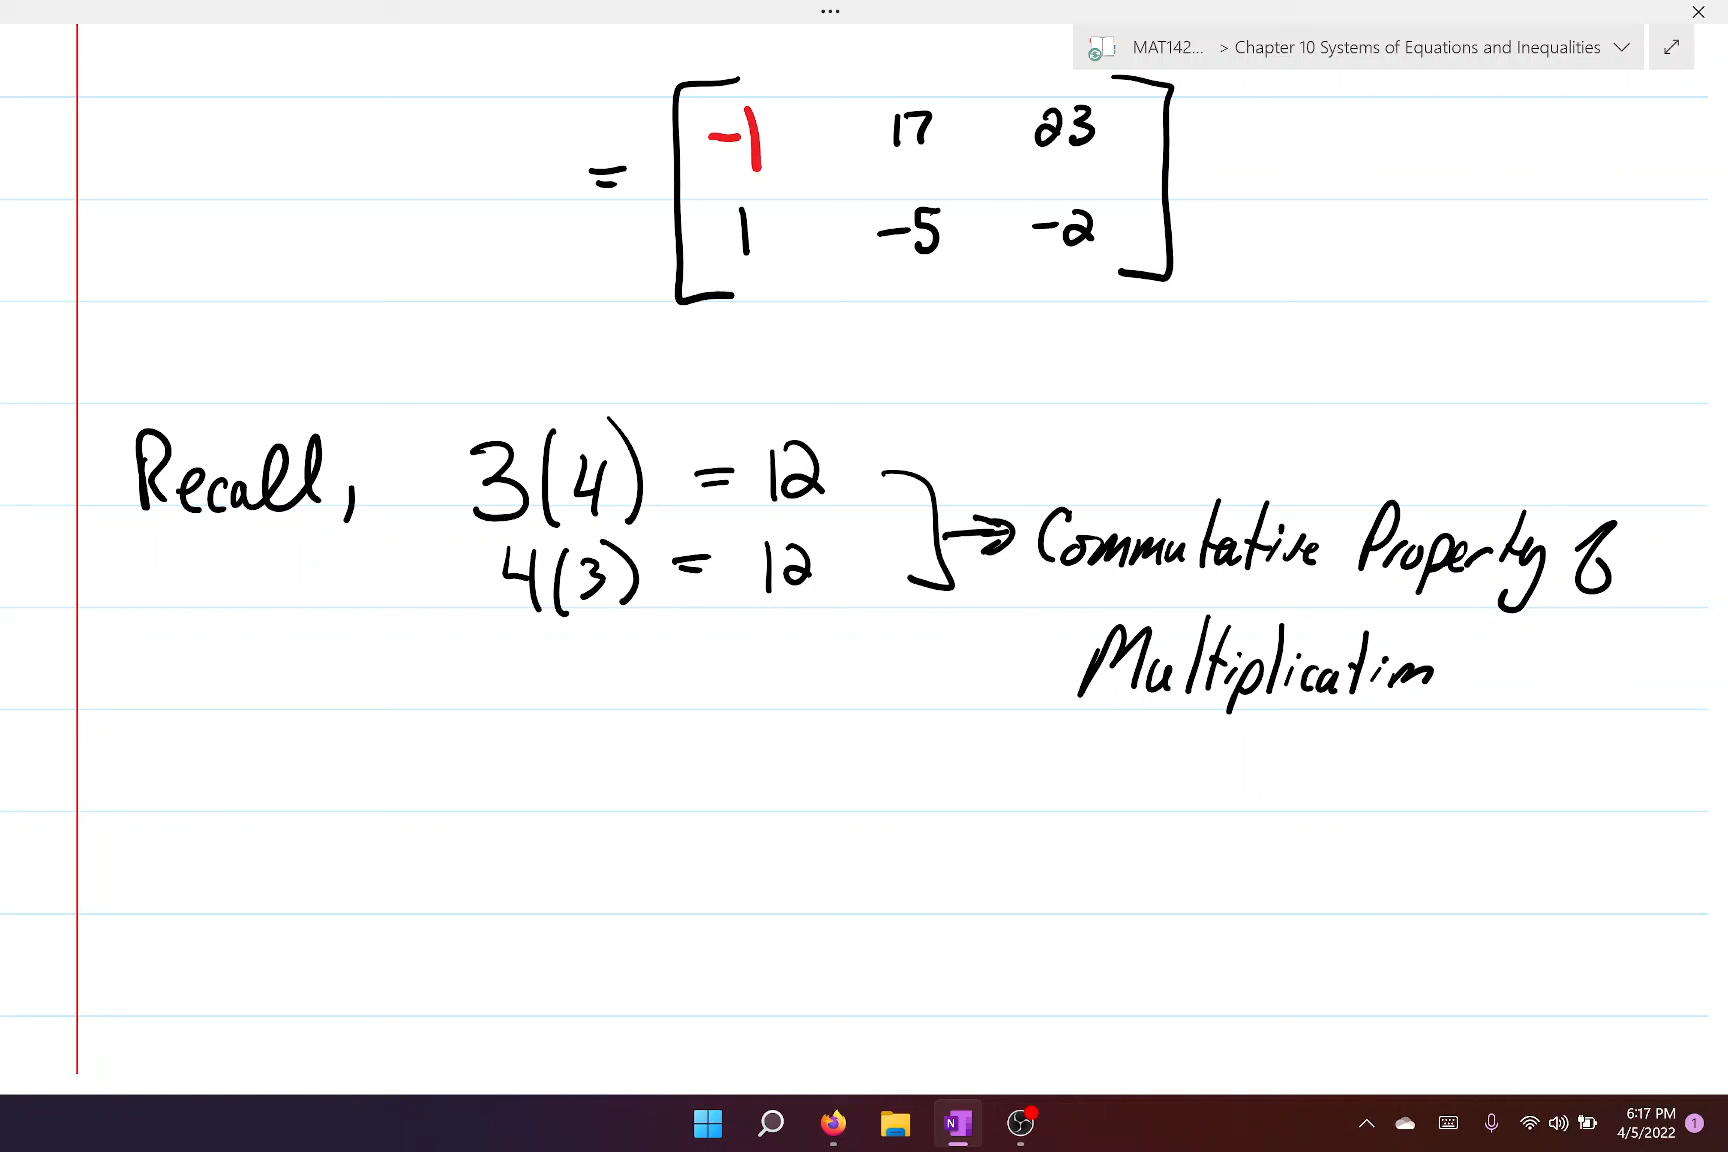 MAT142... > Chapter 10 Systems of Equations and Inequalities
-1 17 23
=
1 -5 -2
Recall, 3(4) = 12
4(3) = 12
Commutative Property of
Multiplication
6:17 PM
4/5/2022
1